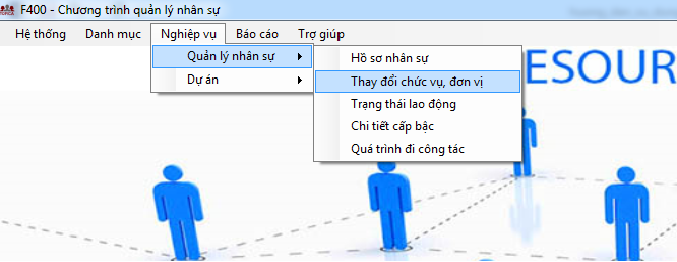 F400 - Chương trình quản lý nhân sự
Hệ thống Danh mục Nghiệp vụ Báo cáo Trợ giúp
Quản lý nhân sự
Dự án
Hồ sơ nhân sự
Thay đổi chức vụ, đơn vị
Trạng thái lao động
Chi tiết cấp bậc
Quá trình đi công tác
ESOUR